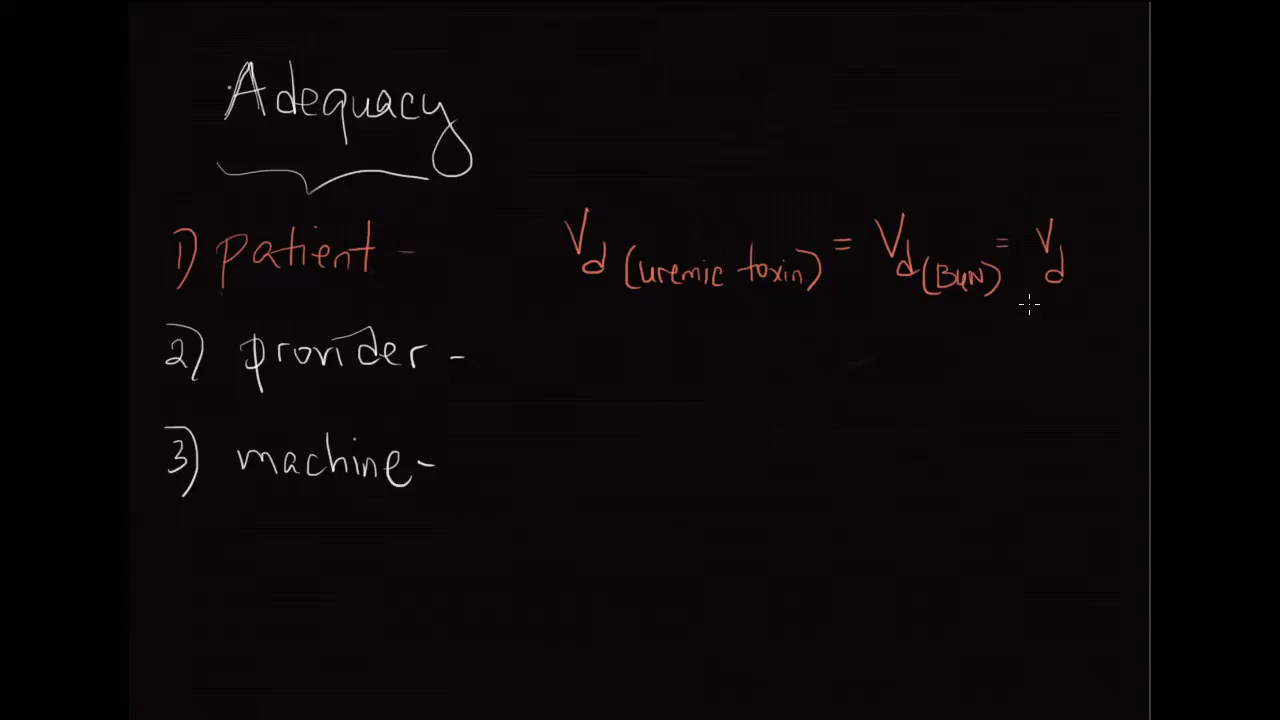 Adequacy
1) patient - Vd (uremic toxin) = Vd (BUN) = Vd
2) provider -
3) machine -